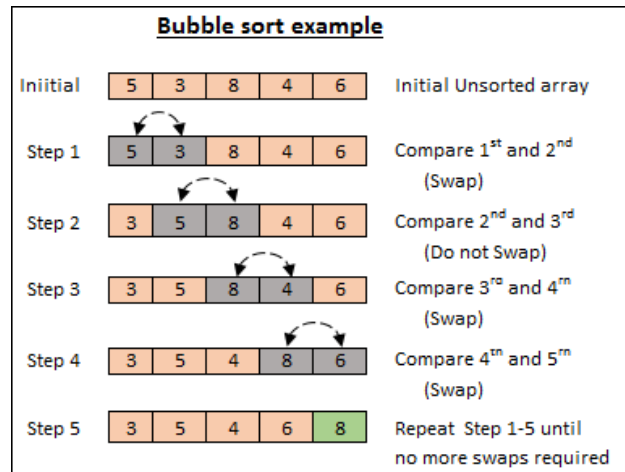 Bubble sort example
Iniitial 5 3 8 4 6 Initial Unsorted array
Step 1 5 3 8 4 6 Compare 1st and 2nd
(Swap)
Step 2 3 5 8 4 6 Compare 2nd and 3rd
(Do not Swap)
Step 3 3 5 8 4 6 Compare 3rd and 4rn
(Swap)
Step 4 3 5 4 8 6 Compare 4tn and 5rn
(Swap)
Step 5 3 5 4 6 8 Repeat Step 1-5 until
no more swaps required